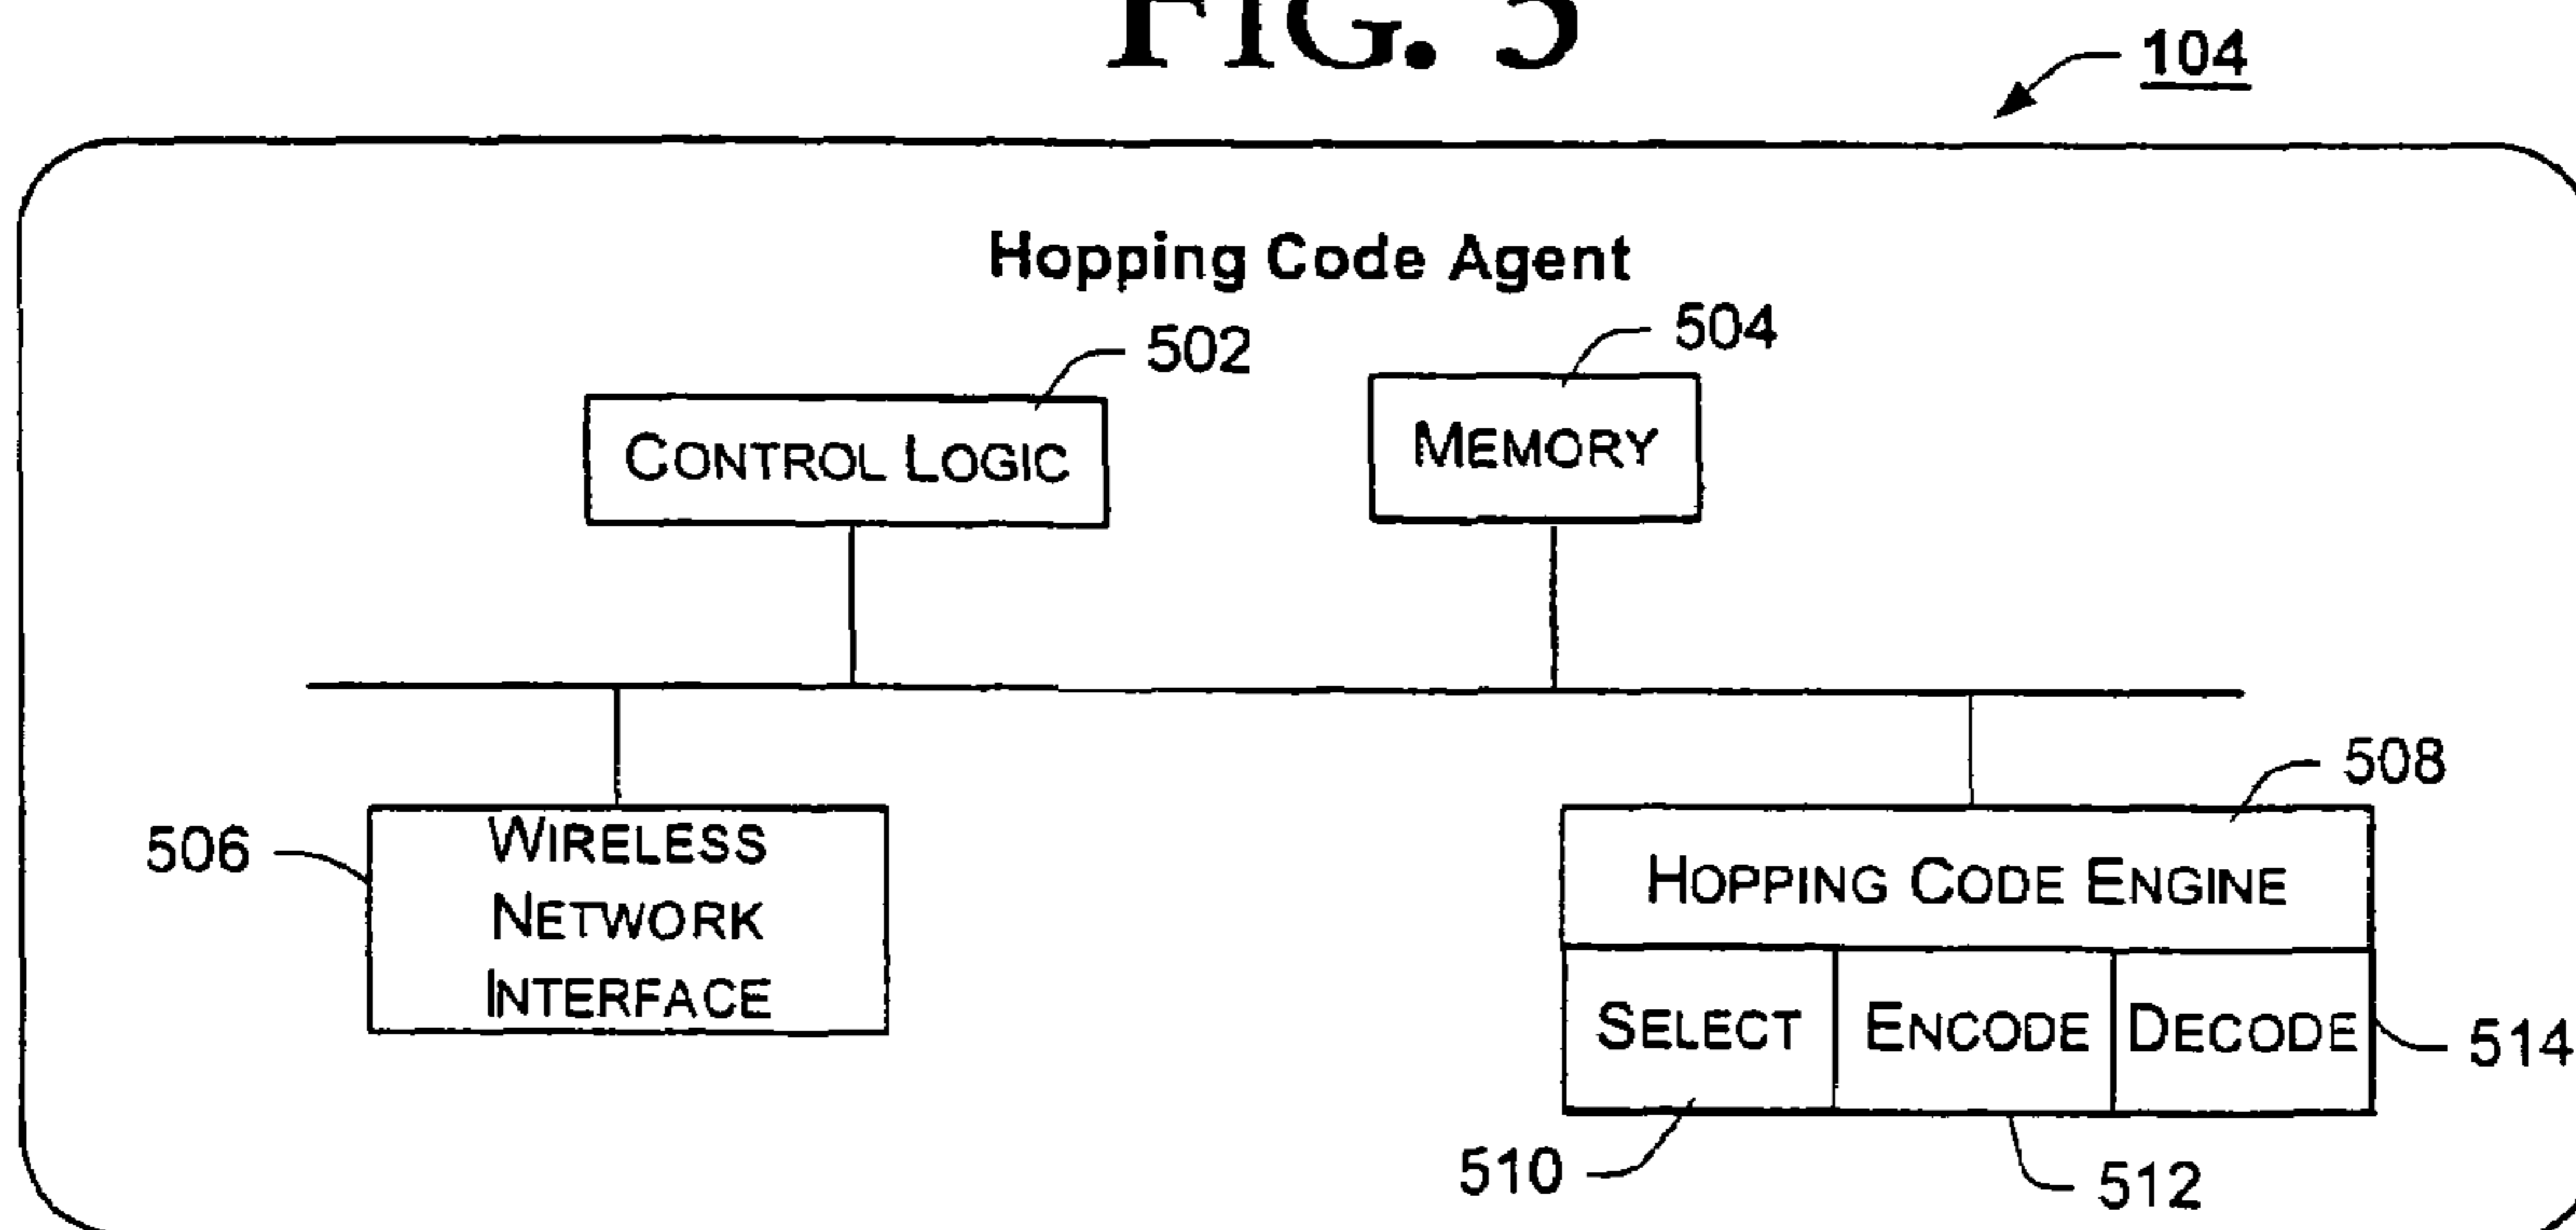 FIG. 5
104
Hopping Code Agent
502
504
CONTROL LOGIC
MEMORY
508
506
WIRELESS
NETWORK
INTERFACE
HOPPING CODE ENGINE
SELECT
ENCODE
DECODE
514
510
512